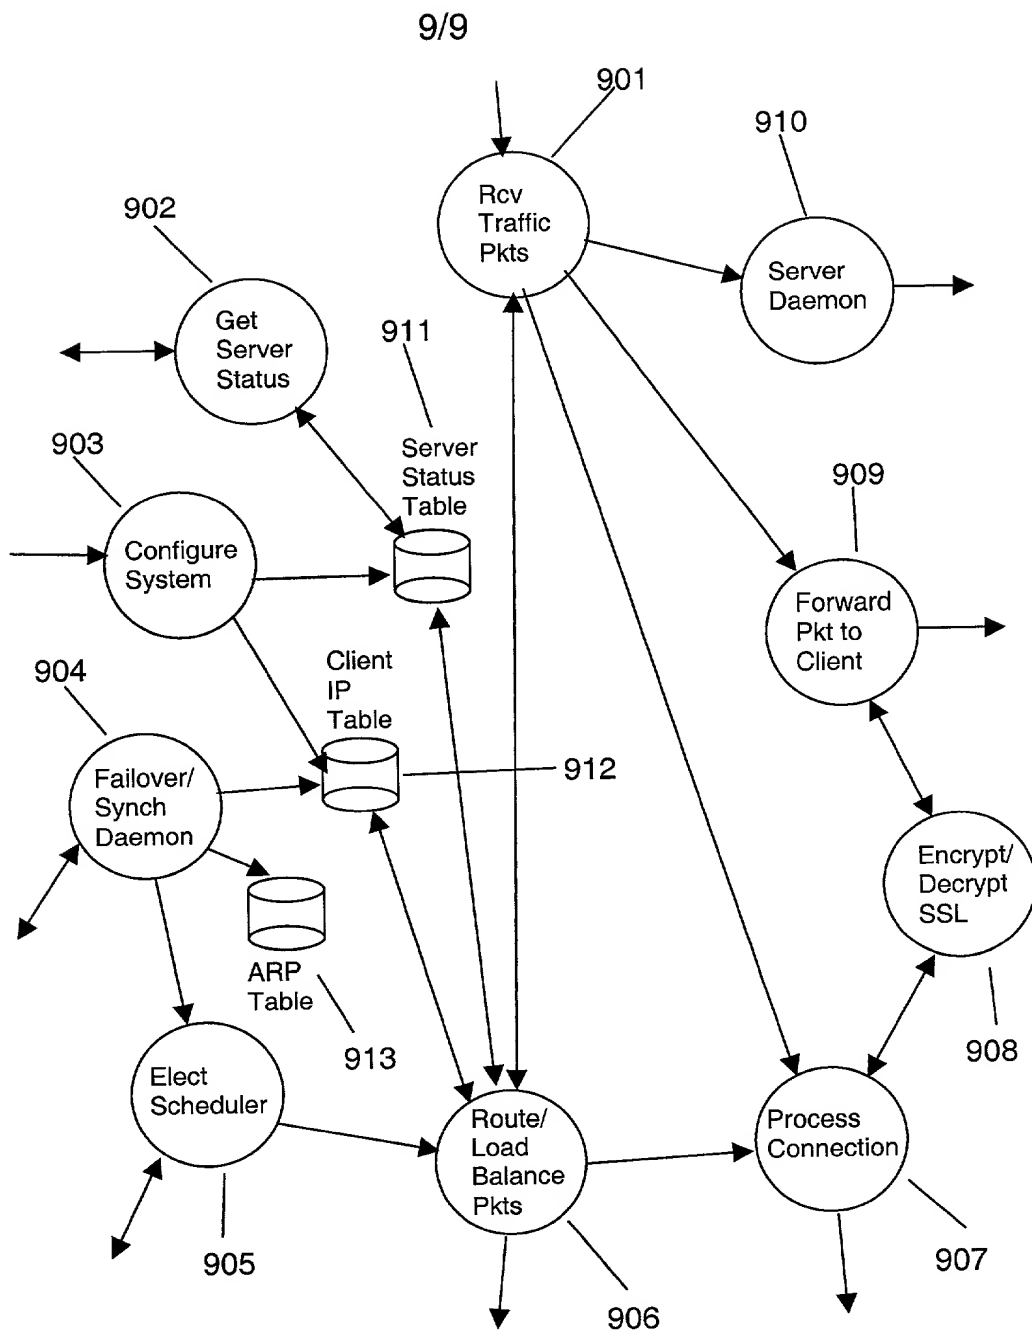 9/9
901
910
Rcv
Traffic
Pkts
902
Server
Daemon
Get
Server
Status
911
903
Server
Status
Table
909
Configure
System
Forward
Pkt to
Client
904
Client
IP
Table
912
Failover/
Synch
Daemon
Encrypt/
Decrypt
SSL
ARP
Table
913
908
Elect
Scheduler
Route/
Load
Balance
Pkts
Process
Connection
905
907
906